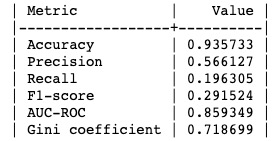 | Metric | Value |
|------------------+----------|
| Accuracy | 0.935733 |
| Precision | 0.566127 |
| Recall | 0.196305 |
| F1-score | 0.291524 |
| AUC-ROC | 0.859349 |
| Gini coefficient | 0.718699 |